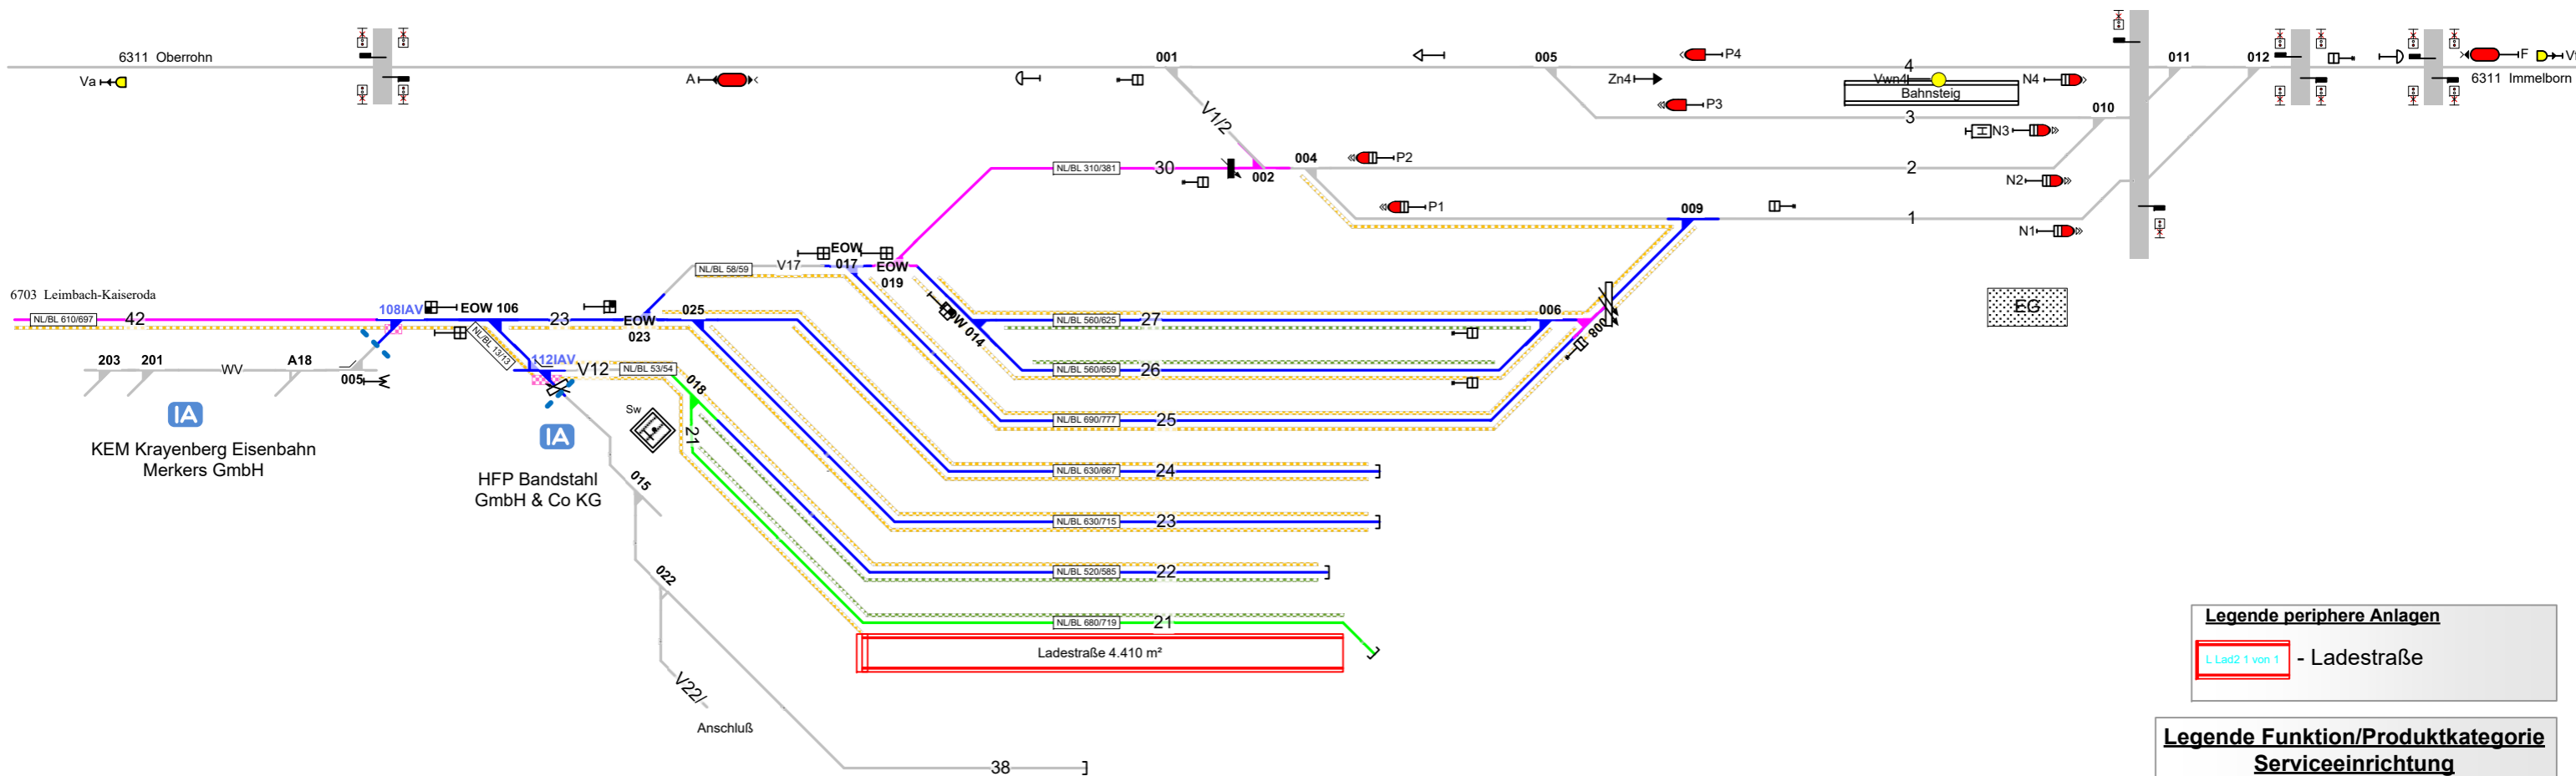 6311 Oberrohn
Va
A
001
005
Zn4
P4
P3
4
Vwn4
Bahnsteig
N4
3
N3
010
011
012
F
6311 Immelborn
V1/2
NL/BL 310/381
30
002
004
P2
2
N2
P1
009
1
N1
EG
NL/BL 58/59
V17
EOW
017
EOW
019
6703 Leimbach-Kaiseroda
NL/BL 610/697
42
108IAV
EOW 106
23
EOW
023
025
EOW 014
NL/BL 560/625
27
006
008
NL/BL 13/13
112IAV
V12
NL/BL 53/54
018
NL/BL 560/659
26
203
201
WV
A18
005
IA
KEM Krayenberg Eisenbahn
Merkers GmbH
IA
HFP Bandstahl
GmbH & Co KG
Sw
21
NL/BL 690/777
25
NL/BL 630/667
24
015
NL/BL 630/715
23
022
NL/BL 520/585
22
NL/BL 680/719
21
Ladestraße 4.410 m²
V22/
Anschluß
38
Legende periphere Anlagen
L Lad2 1 von 1
- Ladestraße
Legende Funktion/Produktkategorie
Serviceeinrichtung